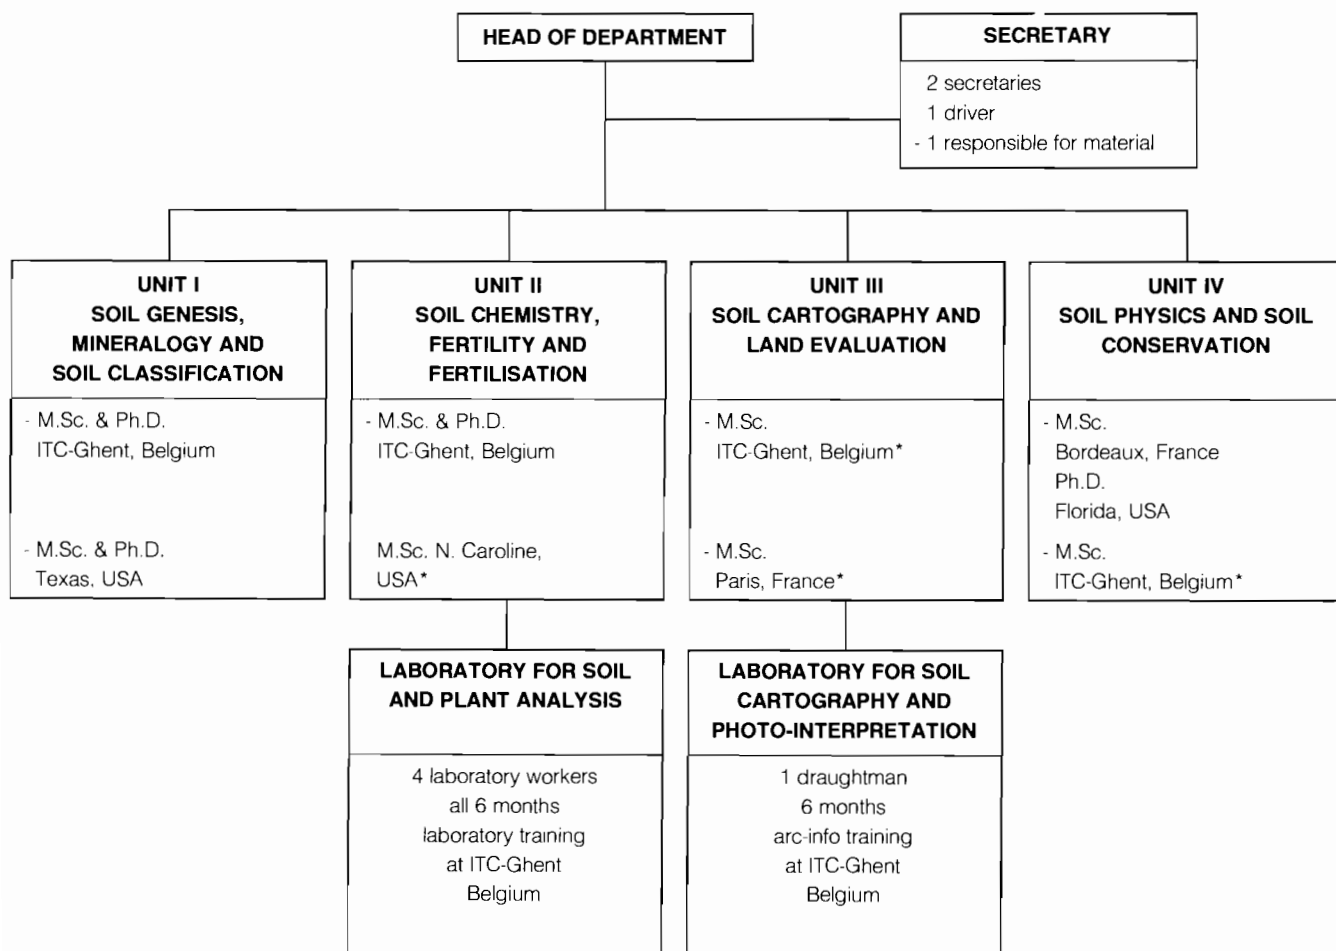 HEAD OF DEPARTMENT
SECRETARY
2 secretaries
1 driver
- 1 responsible for material
UNIT I
SOIL GENESIS,
MINERALOGY AND
SOIL CLASSIFICATION
- M.Sc. & Ph.D.
ITC-Ghent, Belgium
- M.Sc. & Ph.D.
Texas, USA
UNIT II
SOIL CHEMISTRY,
FERTILITY AND
FERTILISATION
- M.Sc. & Ph.D.
ITC-Ghent, Belgium
M.Sc. N. Caroline,
USA*
UNIT III
SOIL CARTOGRAPHY AND
LAND EVALUATION
- M.Sc.
ITC-Ghent, Belgium*
- M.Sc.
Paris, France*
UNIT IV
SOIL PHYSICS AND SOIL
CONSERVATION
- M.Sc.
Bordeaux, France
Ph.D.
Florida, USA
- M.Sc.
ITC-Ghent, Belgium*
LABORATORY FOR SOIL
AND PLANT ANALYSIS
4 laboratory workers
all 6 months
laboratory training
at ITC-Ghent
Belgium
LABORATORY FOR SOIL
CARTOGRAPHY AND
PHOTO-INTERPRETATION
1 draughtman
6 months
arc-info training
at ITC-Ghent
Belgium